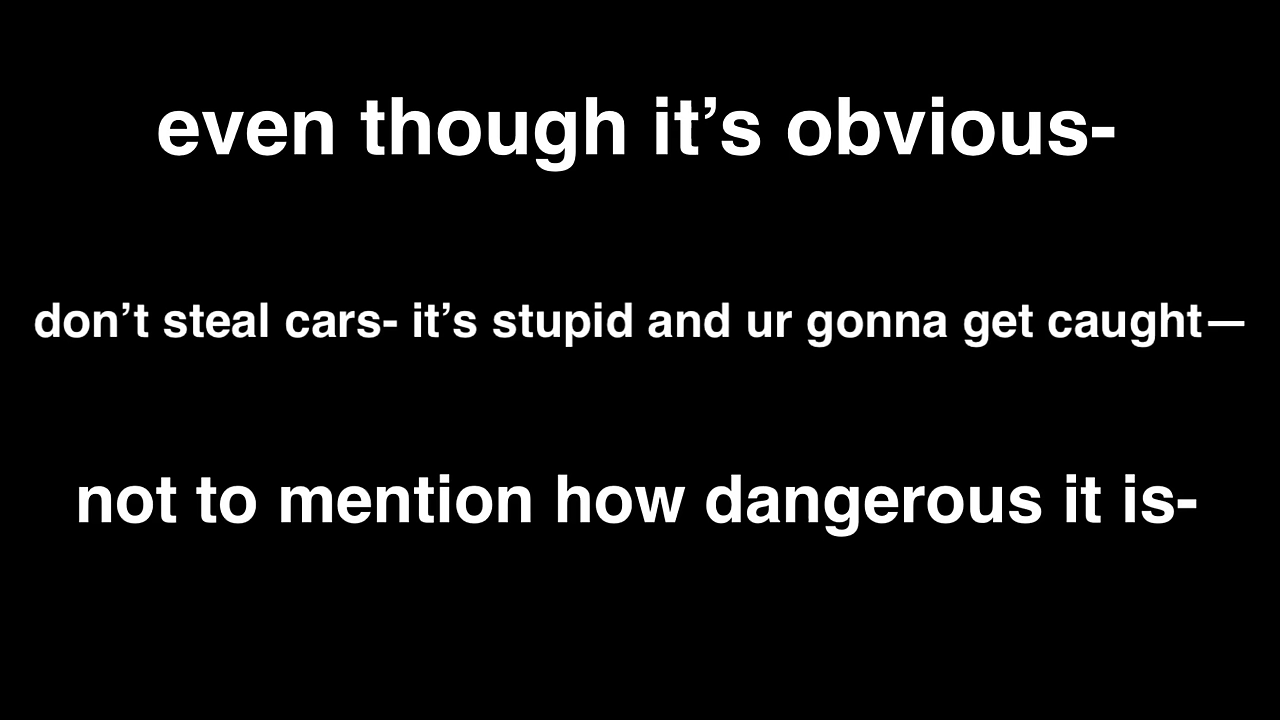 even though it’s obvious-
don’t steal cars- it’s stupid and ur gonna get caught—
not to mention how dangerous it is-